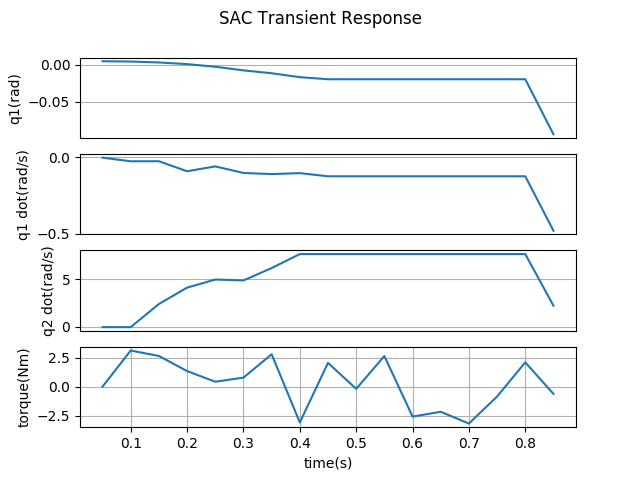 SAC Transient Response
0.00
−0.05
q1(rad)
0.0
−0.5
q1 dot(rad/s)
5
0
q2 dot(rad/s)
2.5
0.0
−2.5
torque(Nm)
0.1 0.2 0.3 0.4 0.5 0.6 0.7 0.8
time(s)